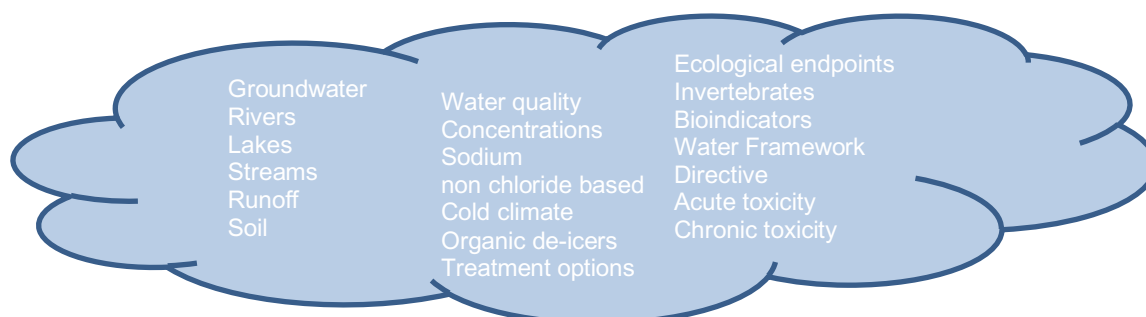 Groundwater
Rivers
Lakes
Streams
Runoff
Soil
Water quality
Concentrations
Sodium
non chloride based
Cold climate
Organic de-icers
Treatment options
Ecological endpoints
Invertebrates
Bioindicators
Water Framework
Directive
Acute toxicity
Chronic toxicity